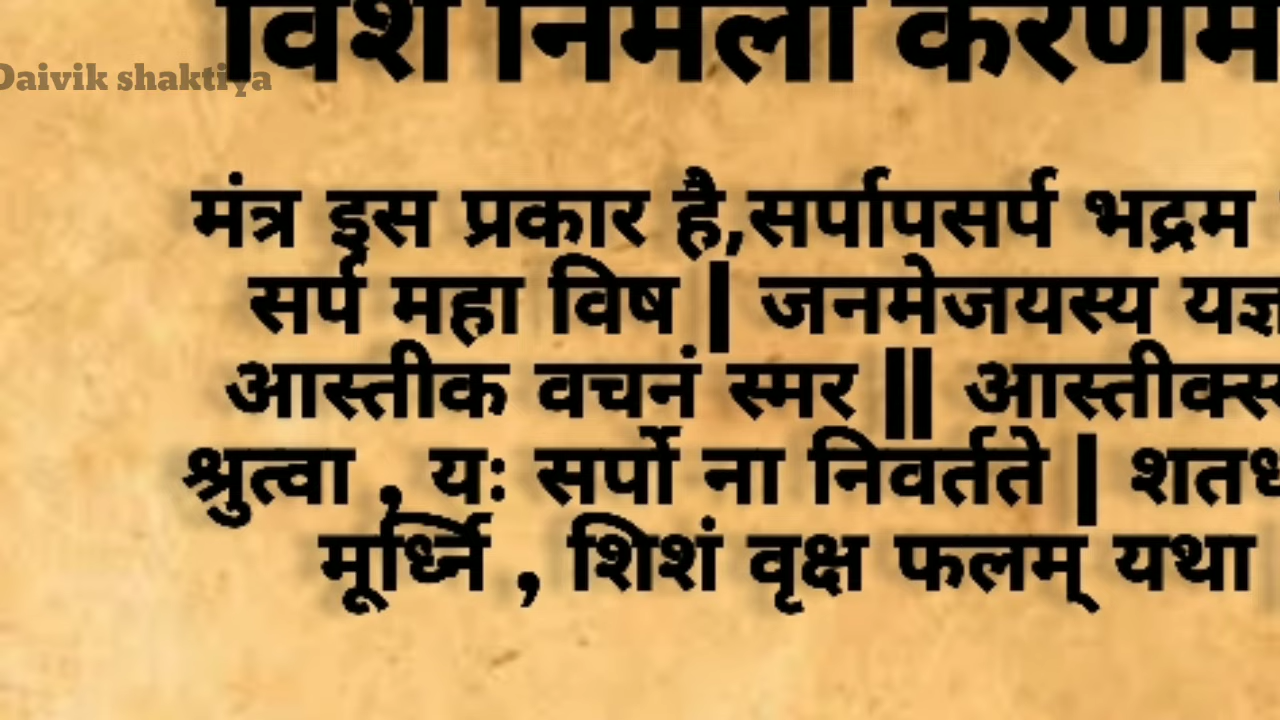 विश निर्मली करणम
Daivik shaktiya
मंत्र इस प्रकार है,सर्पापसर्प भद्रम
सर्प महा विष | जनमेजयस्य यज्ञ
आस्तीक वचनं स्मर || आस्तीक्स
श्रुत्वा , यः सर्पो ना निवर्तते | शतध
मूर्ध्नि , शिशं वृक्ष फलम् यथा